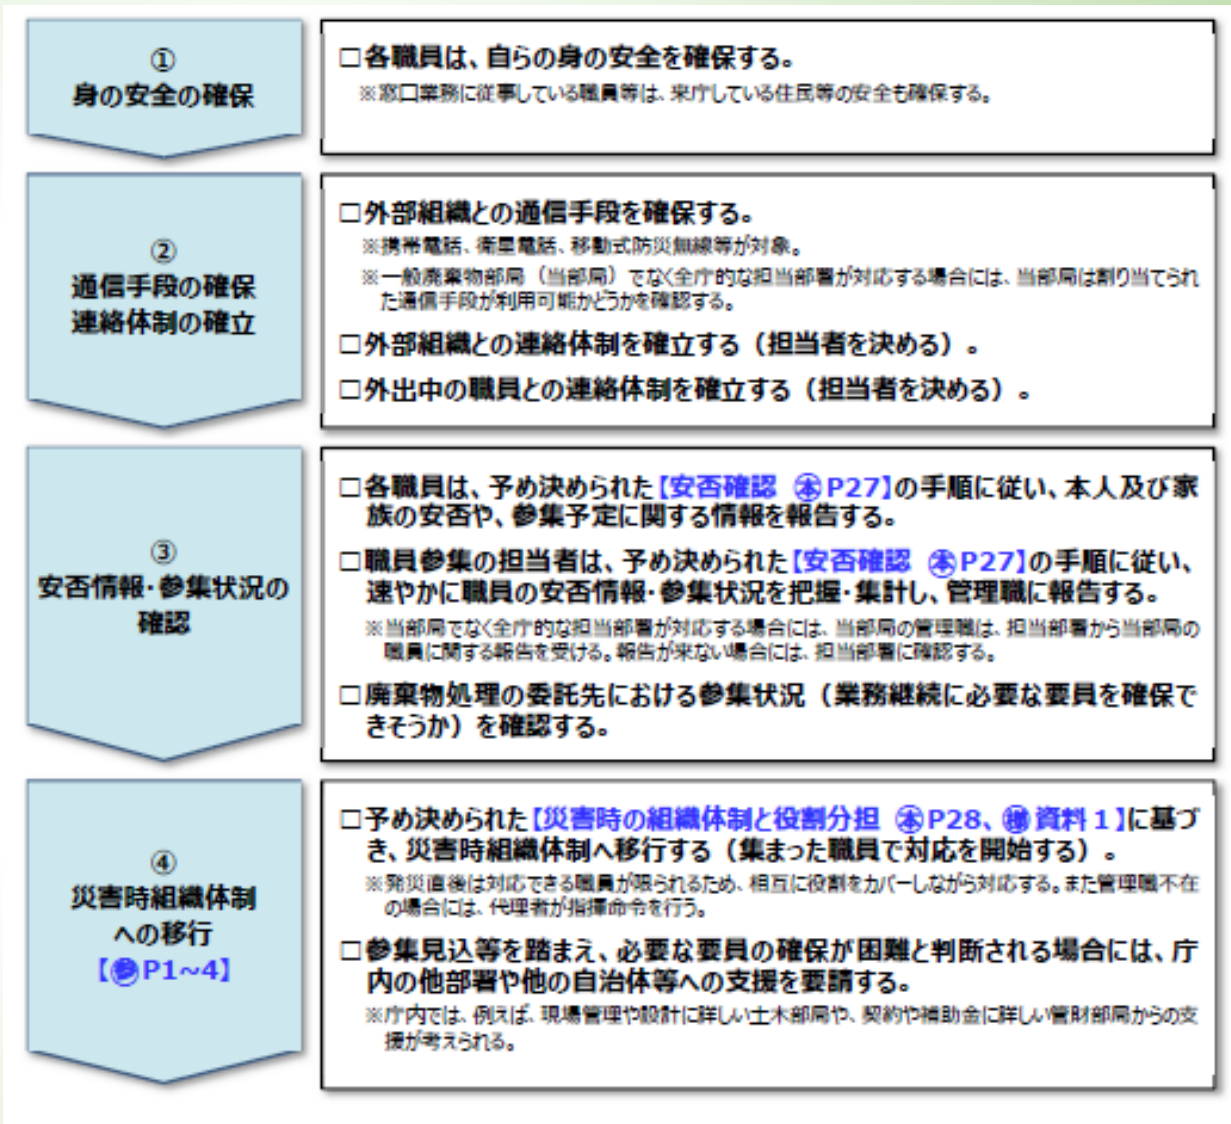 ①
身の安全の確保
□各職員は、自らの身の安全を確保する。
※窓口業務に従事している職員等は、来庁している住民等の安全も確保する。
②
通信手段の確保
連絡体制の確立
□外部組織との通信手段を確保する。
※携帯電話、衛星電話、移動式防災無線等が対象。
※一般廃棄物部局（当部局）でなく全庁的な担当部署が対応する場合には、当部局は割り当てられ
た通信手段が利用可能かどうかを確認する。
□外部組織との連絡体制を確立する（担当者を決める）。
□外出中の職員との連絡体制を確立する（担当者を決める）。
③
安否情報・参集状況の
確認
□各職員は、予め決められた【安否確認 ㊍P27】の手順に従い、本人及び家
族の安否や、参集予定に関する情報を報告する。
□職員参集の担当者は、予め決められた【安否確認 本P27】の手順に従い、
速やかに職員の安否情報・参集状況を把握・集計し、管理職に報告する。
※当部局でなく全庁的な担当部署が対応する場合には、当部局の管理職は、担当部署から当部局の
職員に関する報告を受ける。報告が来ない場合には、担当部署に確認する。
□廃棄物処理の委託先における参集状況（業務継続に必要な要員を確保で
きそうか）を確認する。
④
災害時組織体制
への移行
【参P1~4】
□予め決められた【災害時の組織体制と役割分担 本P28、様資料１】に基づ
き、災害時組織体制へ移行する（集まった職員で対応を開始する）。
※発災直後は対応できる職員が限られるため、相互に役割をカバーしながら対応する。また管理職不在
の場合には、代理者が指揮命令を行う。
□参集見込等を踏まえ、必要な要員の確保が困難と判断される場合には、庁
内の他部署や他の自治体等への支援を要請する。
※庁内では、例えば、現場管理や設計に詳しい土木部局や、契約や補助金に詳しい管財部局からの支
援が考えられる。